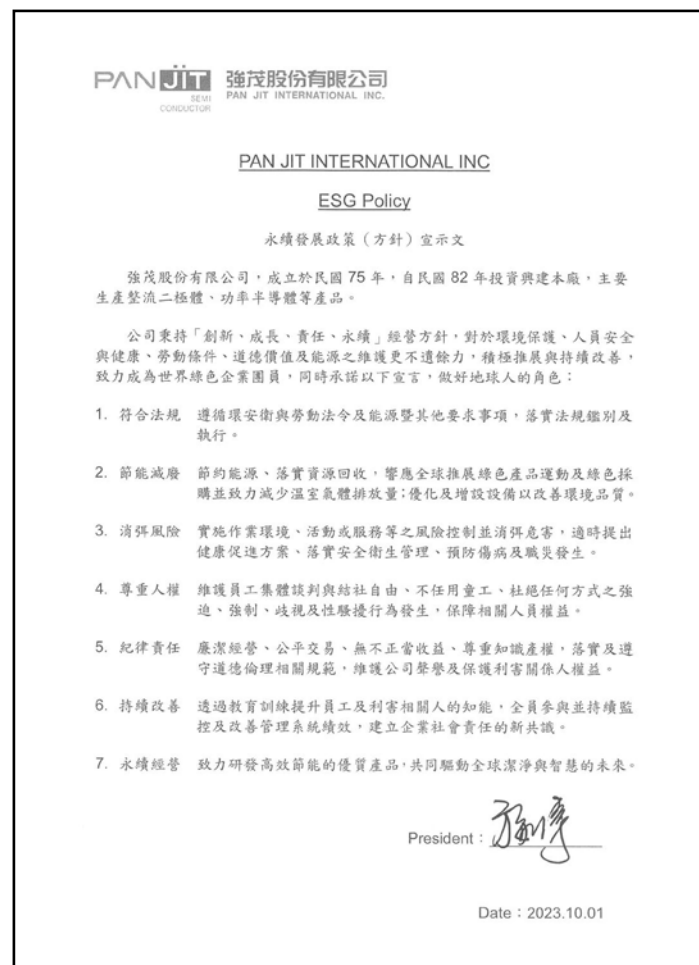 PAN JIT 強茂股份有限公司
SEMI PAN JIT INTERNATIONAL INC.
CONDUCTOR
PAN JIT INTERNATIONAL INC
ESG Policy
永續發展政策（方針）宣示文
強茂股份有限公司，成立於民國 75 年，自民國 82 年投資興建本廠，主要
生產整流二極體、功率半導體等產品。
公司秉持「創新、成長、責任、永續」經營方針，對於環境保護、人員安全
與健康、勞動條件、道德價值及能源之維護更不遺餘力，積極推展與持續改善，
致力成為世界綠色企業團員，同時承諾以下宣言，做好地球人的角色：
1. 符合法規 遵循環安衛與勞動法令及能源暨其他要求事項，落實法規鑑別及
執行。
2. 節能減廢 節約能源、落實資源回收，響應全球推展綠色產品運動及綠色採
購並致力減少溫室氣體排放量；優化及增設設備以改善環境品質。
3. 消弭風險 實施作業環境、活動或服務等之風險控制並消弭危害，適時提出
健康促進方案、落實安全衛生管理、預防傷病及職災發生。
4. 尊重人權 維護員工集體談判與結社自由、不任用童工、杜絕任何方式之強
迫、強制、歧視及性騷擾行為發生，保障相關人員權益。
5. 紀律責任 廉潔經營、公平交易、無不正當收益、尊重知識產權，落實及遵
守道德倫理相關規範，維護公司聲譽及保護利害關係人權益。
6. 持續改善 透過教育訓練提升員工及利害相關人的知能，全員參與並持續監
控及改善管理系統績效，建立企業社會責任的新共識。
7. 永續經營 致力研發高效節能的優質產品，共同驅動全球潔淨與智慧的未來。
President：
Date：2023.10.01